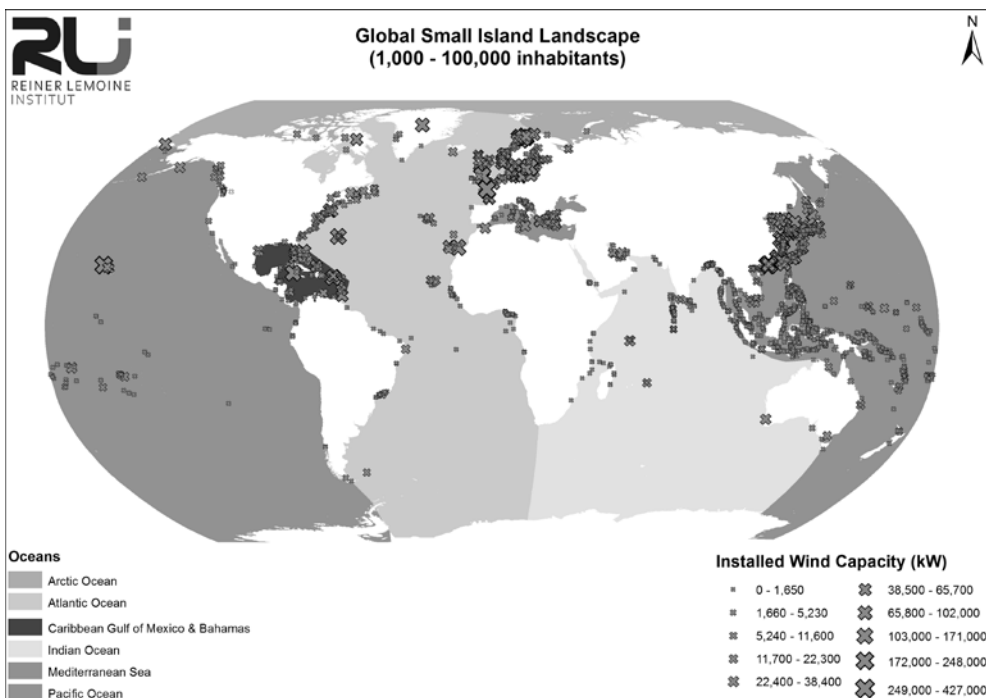 RLI
REINER LEMOINE
INSTITUT
Global Small Island Landscape
(1,000 - 100,000 inhabitants)
N
Oceans
Arctic Ocean
Atlantic Ocean
Caribbean Gulf of Mexico & Bahamas
Indian Ocean
Mediterranean Sea
Pacific Ocean
Installed Wind Capacity (kW)
0 - 1,650
1,660 - 5,230
5,240 - 11,600
11,700 - 22,300
22,400 - 38,400
38,500 - 65,700
65,800 - 102,000
103,000 - 171,000
172,000 - 248,000
249,000 - 427,000